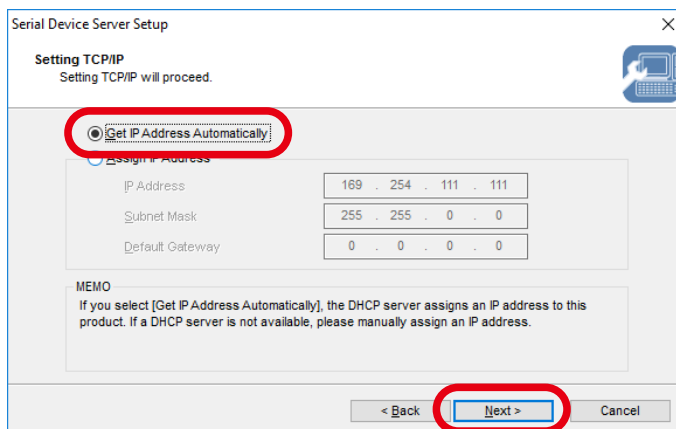 Serial Device Server Setup
Setting TCP/IP
Setting TCP/IP will proceed.
Get IP Address Automatically
Assign IP Address
IP Address 169 . 254 . 111 . 111
Subnet Mask 255 . 255 . 0 . 0
Default Gateway 0 . 0 . 0 . 0
MEMO
If you select [Get IP Address Automatically], the DHCP server assigns an IP address to this
product. If a DHCP server is not available, please manually assign an IP address.
< Back Next > Cancel